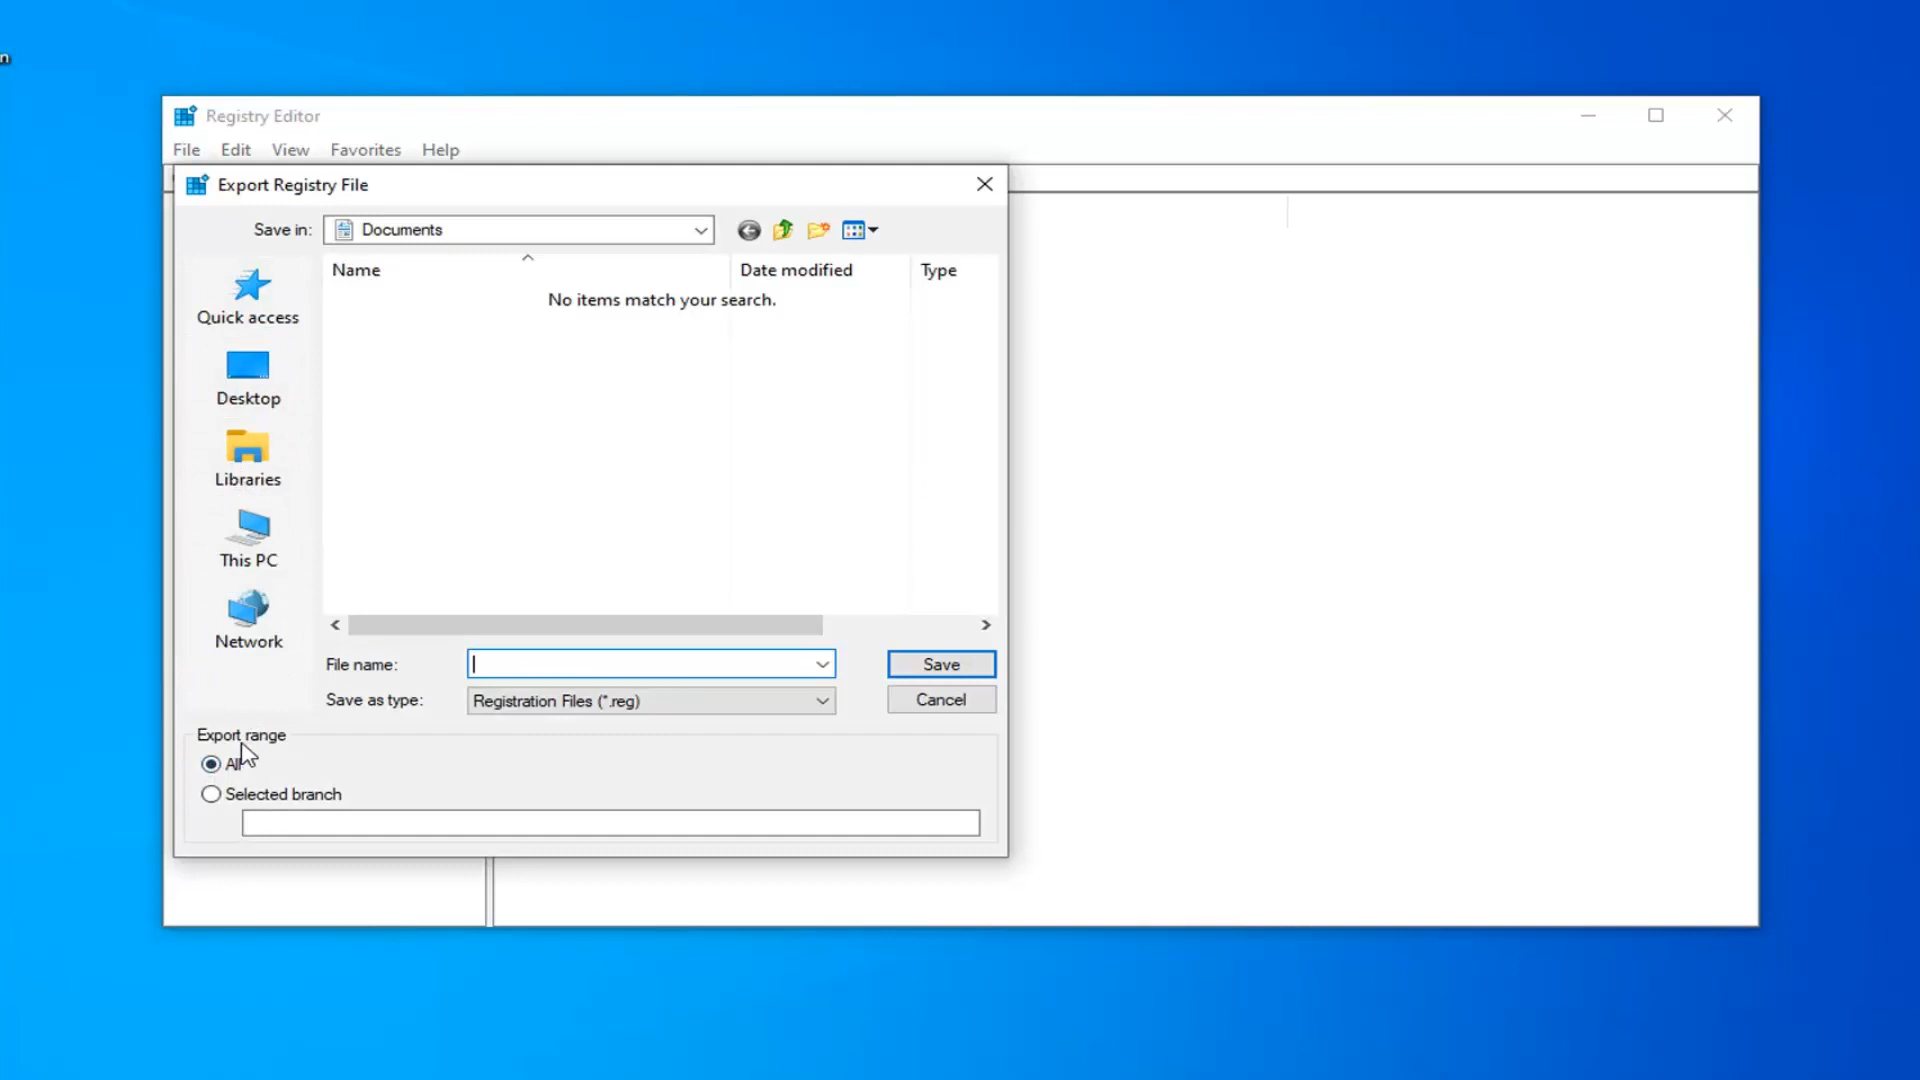 n
Registry Editor
File Edit View Favorites Help
Export Registry File
Save in: Documents
Name Date modified Type
No items match your search.
Quick access
Desktop
Libraries
This PC
Network
File name:
Save
Save as type: Registration Files (*.reg)
Cancel
Export range
All
Selected branch